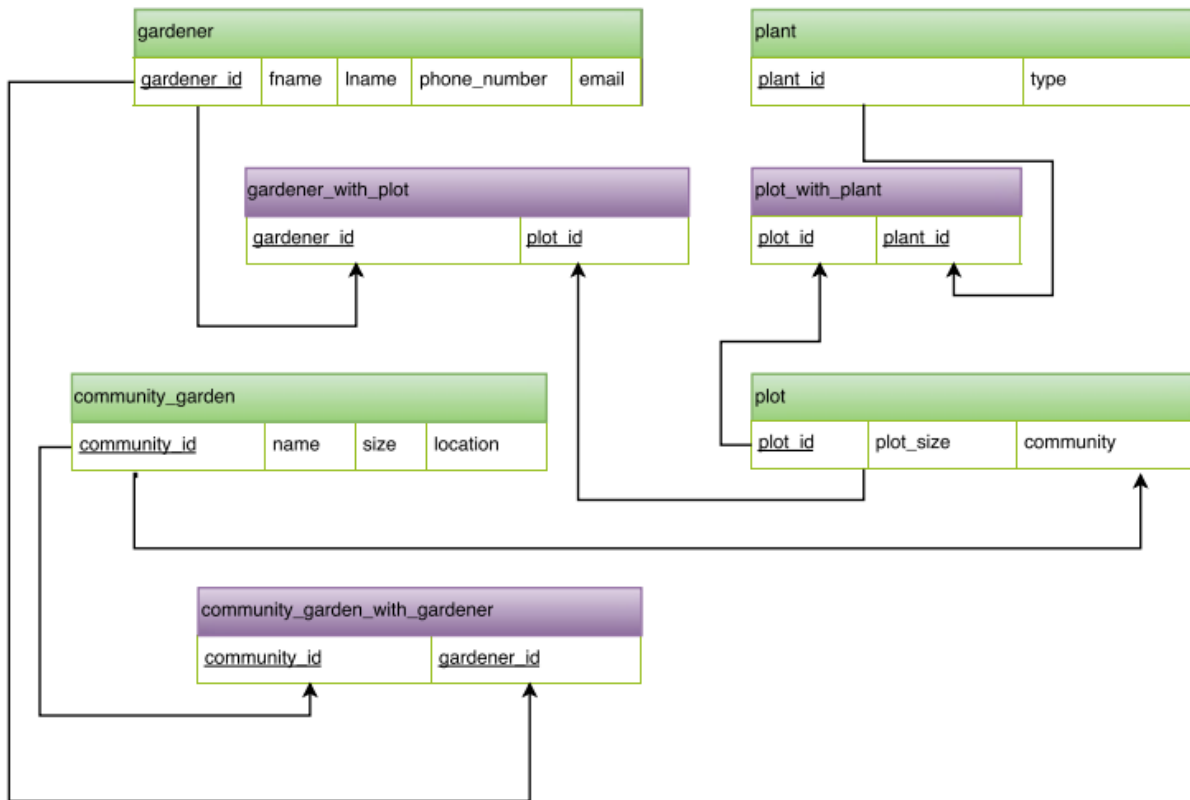 gardener
gardener_id fname lname phone_number email
plant
plant_id type
gardener_with_plot
gardener_id plot_id
plot_with_plant
plot_id plant_id
community_garden
community_id name size location
plot
plot_id plot_size community
community_garden_with_gardener
community_id gardener_id